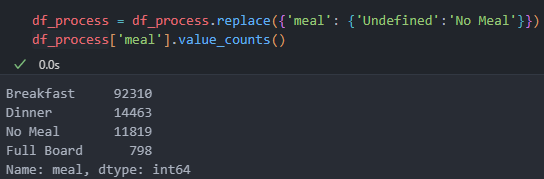 df_process = df_process.replace({'meal': {'Undefined':'No Meal'}})
df_process['meal'].value_counts()
✓ 0.0s
Breakfast     92310
Dinner        14463
No Meal       11819
Full Board      798
Name: meal, dtype: int64